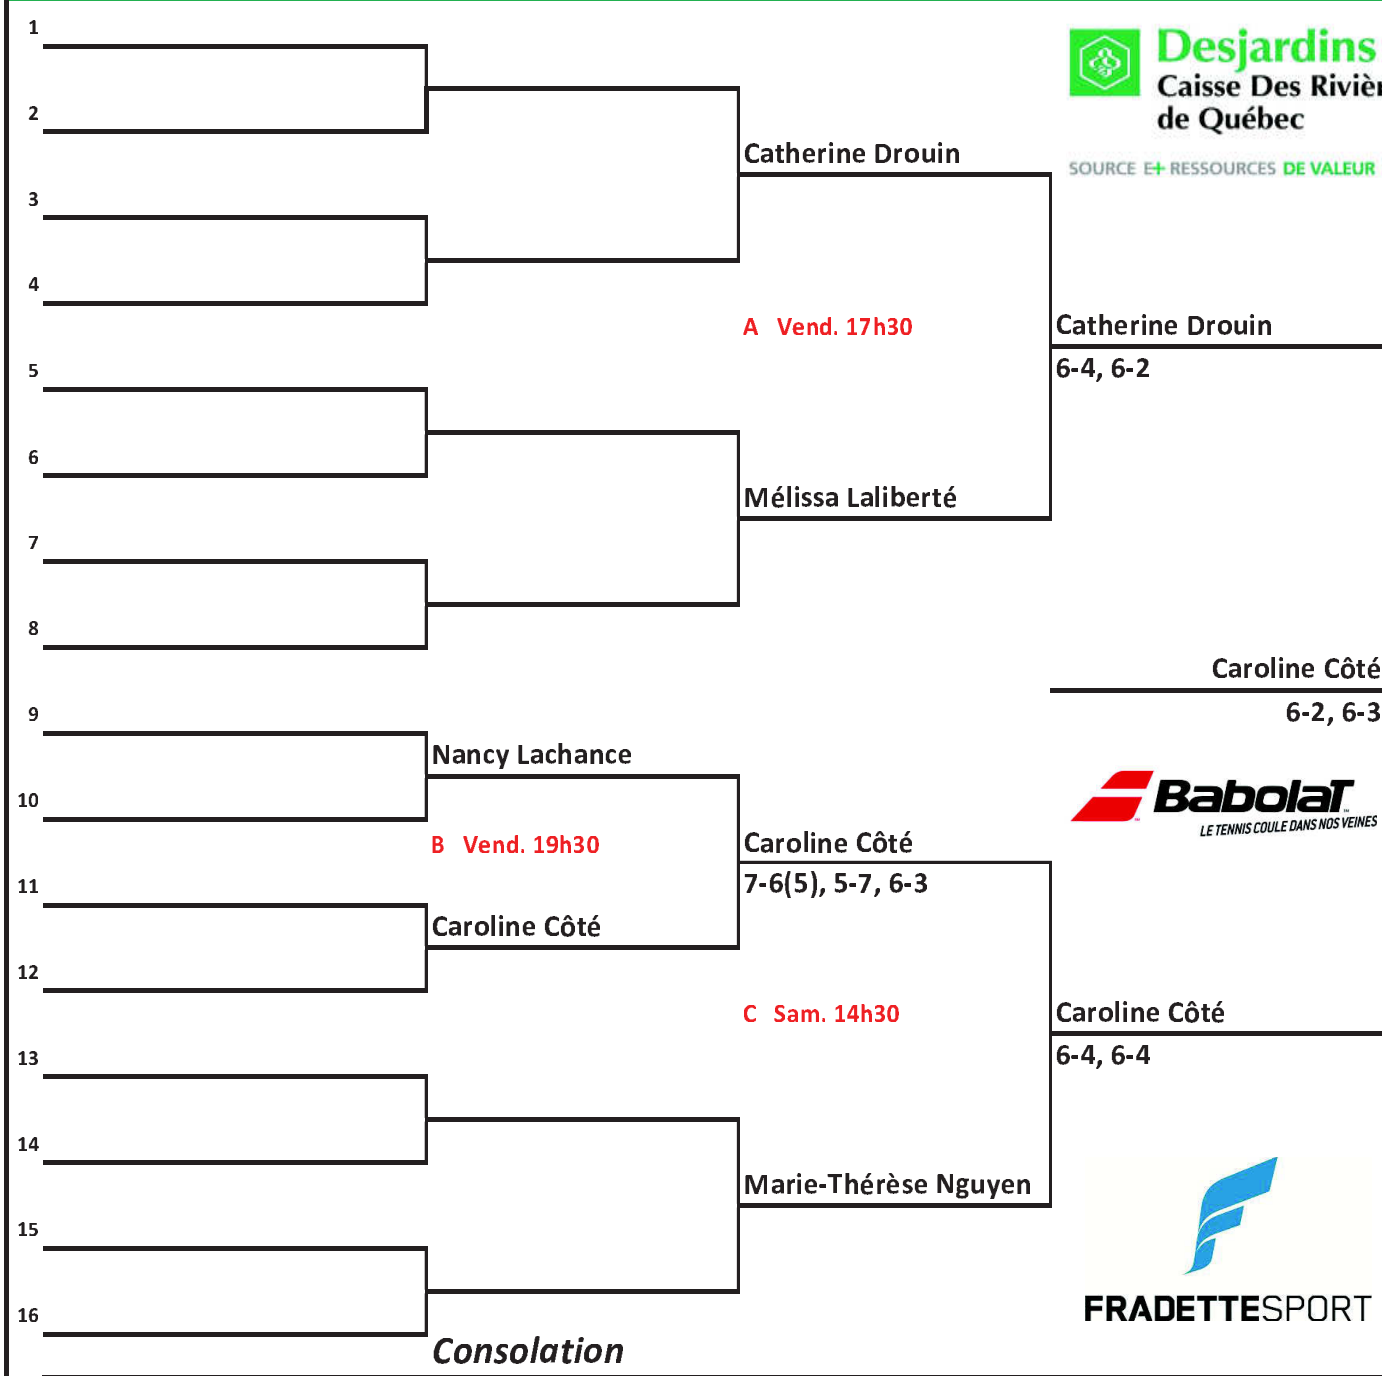 1
Desjardins
Caisse Des Rivièr
de Québec
2
Catherine Drouin
SOURCE E+ RESSOURCES DE VALEUR
3
4
A Vend. 17h30
Catherine Drouin
6-4, 6-2
5
6
Mélissa Laliberté
7
8
Caroline Côté
6-2, 6-3
9
Nancy Lachance
10
BabolaT
LE TENNIS COULE DANS NOS VEINES
B Vend. 19h30
Caroline Côté
7-6(5), 5-7, 6-3
11
Caroline Côté
12
C Sam. 14h30
Caroline Côté
6-4, 6-4
13
14
Marie-Thérèse Nguyen
15
FRADETTESPORT
16
Consolation